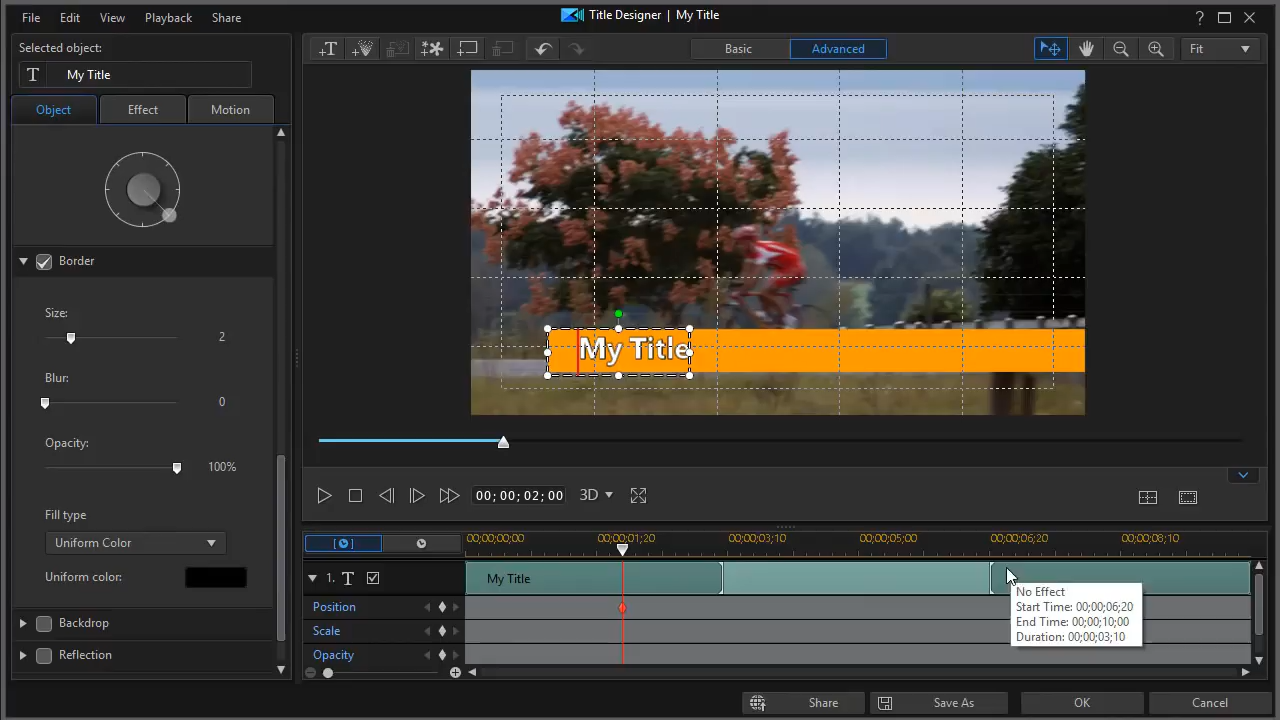 File Edit View Playback Share
Title Designer | My Title
?
Selected object:
T My Title
Object Effect Motion
Basic Advanced
Fit
Border
Size:
2
Blur:
0
Opacity:
100%
Fill type
Uniform Color
Uniform color:
Backdrop
Reflection
My Title
00;00;02;00
3D
00;00;00;00 00;00;01;20 00;00;03;10 00;00;05;00 00;00;06;20 00;00;08;10
1. T My Title
Position
Scale
Opacity
No Effect
Start Time: 00;00;06;20
End Time: 00;00;10;00
Duration: 00;00;03;10
Share Save As OK Cancel